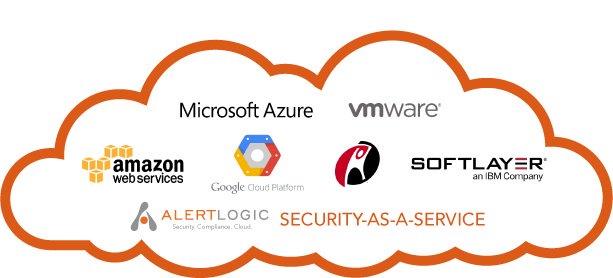 Microsoft Azure
vmware®
amazon
web services
Google Cloud Platform
SOFTLAYER®
an IBM Company
ALERTLOGIC
Security. Compliance. Cloud.
SECURITY-AS-A-SERVICE